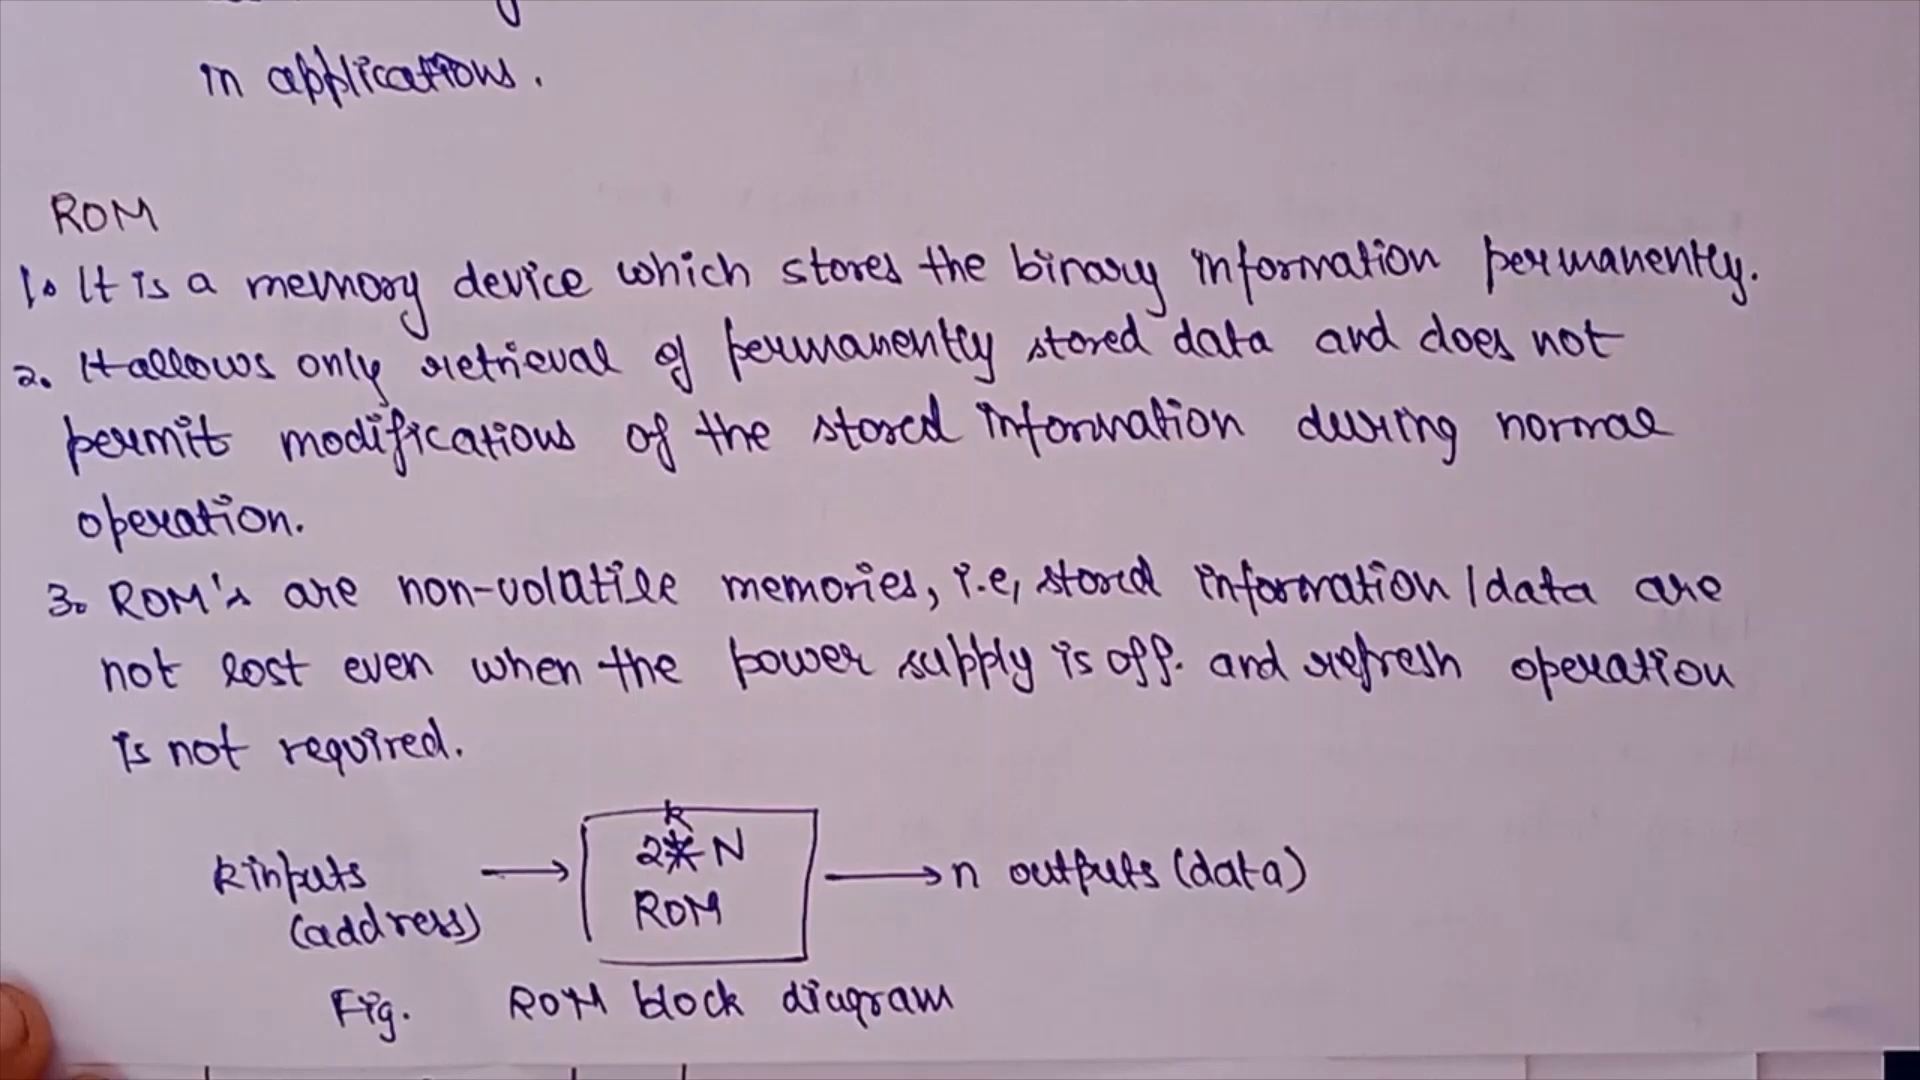 in applications.
ROM
1. It is a memory device which stores the binary information permanently.
2. It allows only retrieval of permanently stored data and does not
permit modifications of the stored information during normal
operation.
3. ROM's are non-volatile memories, i.e, stored information/data are
not lost even when the power supply is off. and refresh operation
is not required.
k
2*N
k inputs → ROM → n outputs (data)
(address)
Fig. ROM block diagram